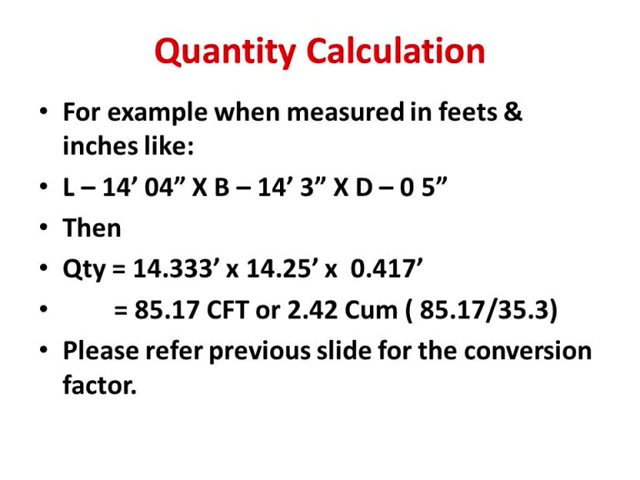 Quantity Calculation
• For example when measured in feets &
inches like:
• L – 14’ 04” X B – 14’ 3” X D – 0 5”
• Then
• Qty = 14.333’ x 14.25’ x 0.417’
• = 85.17 CFT or 2.42 Cum ( 85.17/35.3)
• Please refer previous slide for the conversion
factor.